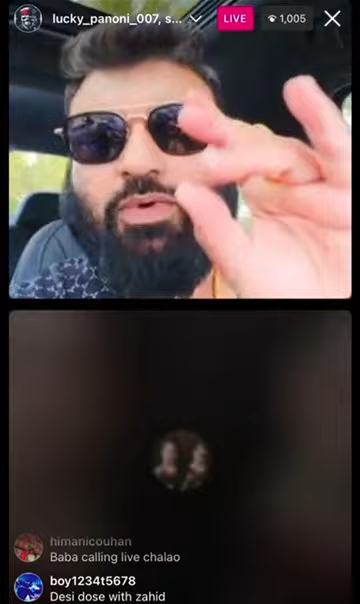 lucky_panoni_007, s...
LIVE
1,005
himanicouhan
Baba calling live chalao
boy1234t5678
Desi dose with zahid